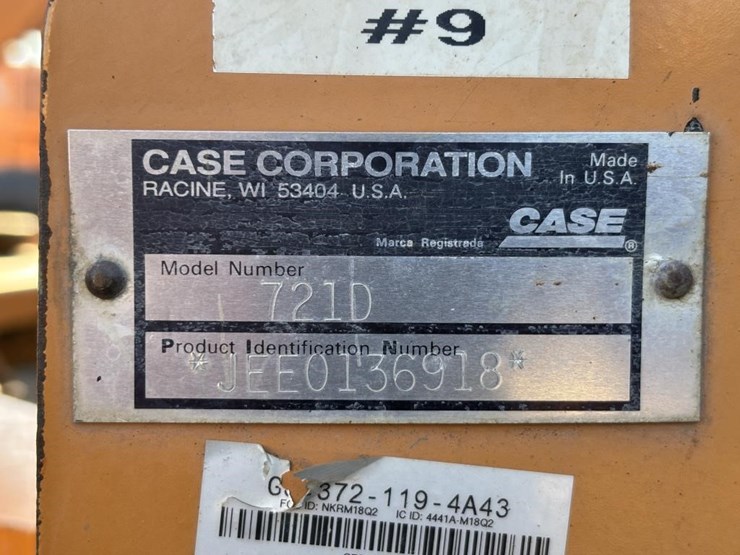 #9
CASE CORPORATION
RACINE, WI 53404 U.S.A.
Made
In U.S.A.
Marca Registrada
CASE®
Model Number
721D
Product Identification Number
*JEE0136918*
372-119-4A43
ID: NKRM18Q2 IC ID: 4441A-M18Q2